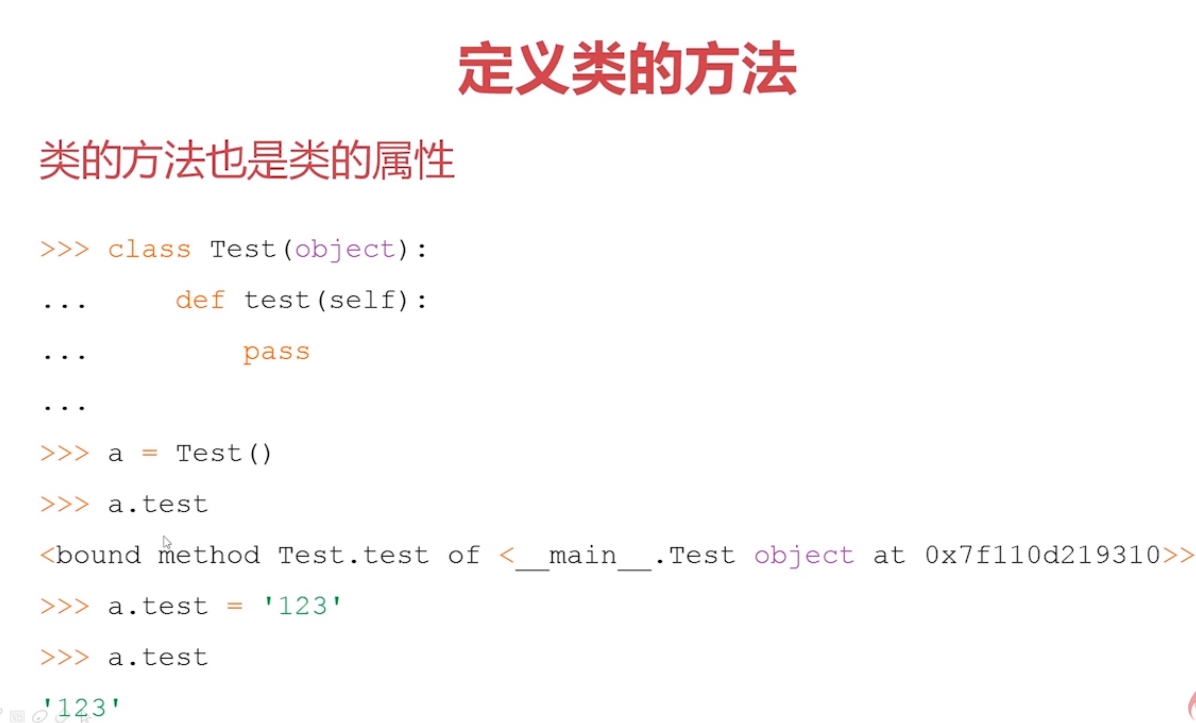 定义类的方法
类的方法也是类的属性
>>> class Test(object):
...     def test(self):
...         pass
...
>>> a = Test()
>>> a.test
<bound method Test.test of <__main__.Test object at 0x7f110d219310>>
>>> a.test = '123'
>>> a.test
'123'